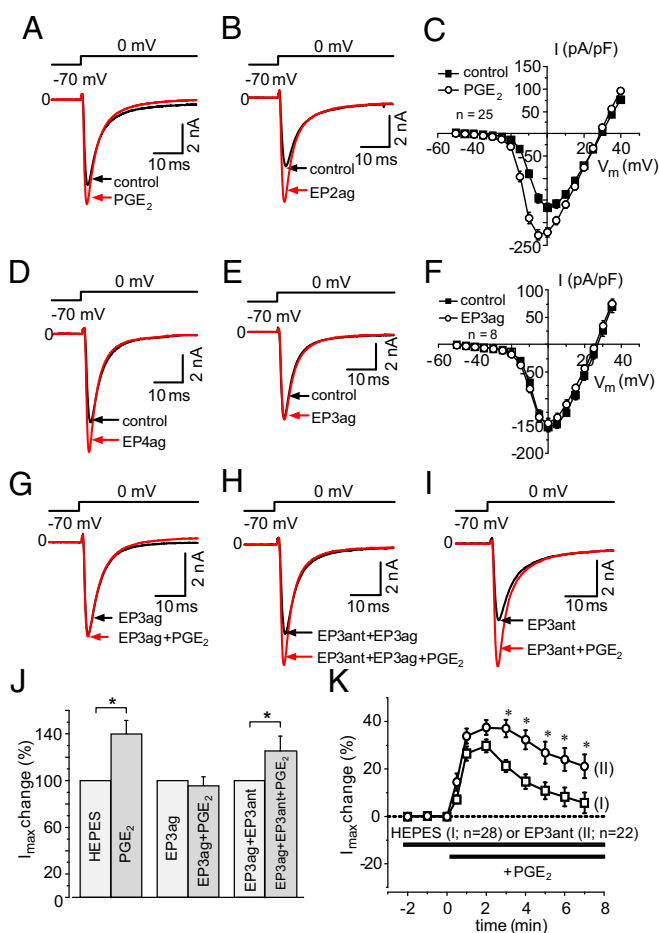 A
0 mV
-70 mV
0
2 nA
10 ms
control
PGE2
B
0 mV
-70 mV
0
2 nA
10 ms
control
EP2ag
C
I (pA/pF)
control
PGE2
n = 25
150
100
50
-60
-40
20
40
Vm (mV)
-250
D
0 mV
-70 mV
0
2 nA
10 ms
control
EP4ag
E
0 mV
-70 mV
0
2 nA
10 ms
control
EP3ag
F
I (pA/pF)
control
EP3ag
n = 8
100
50
-60
-40
20
40
Vm (mV)
-150
-200
G
0 mV
-70 mV
0
2 nA
10 ms
EP3ag
EP3ag+PGE2
H
0 mV
-70 mV
0
2 nA
10 ms
EP3ant+EP3ag
EP3ant+EP3ag+PGE2
I
0 mV
-70 mV
0
2 nA
10 ms
EP3ant
EP3ant+PGE2
J
Imax change (%)
140
100
60
20
0
*
*
HEPES
PGE2
EP3ag
EP3ag+PGE2
EP3ag+EP3ant
EP3ag+EP3ant+PGE2
K
Imax change (%)
40
20
0
-20
* * * * *
(II)
(I)
HEPES (I; n=28) or EP3ant (II; n=22)
+PGE2
-2 0 2 4 6 8
time (min)